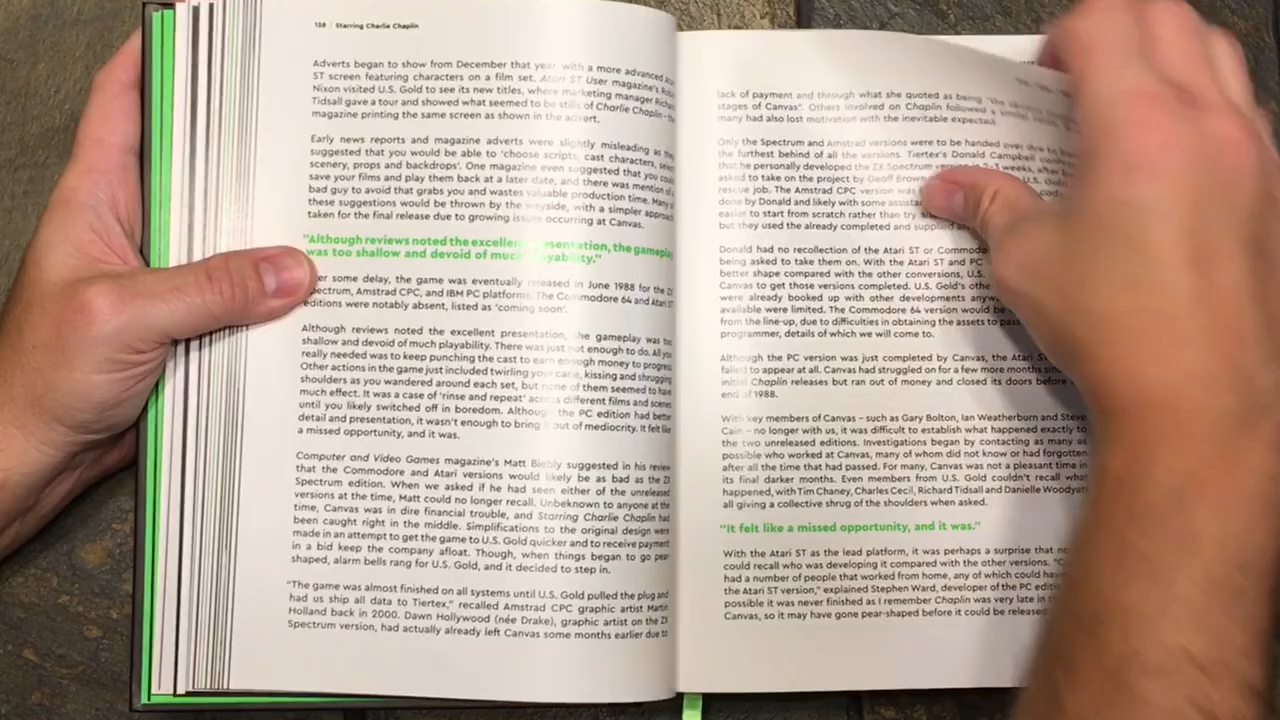 138 | Starring Charlie Chaplin
Adverts began to show from December that year with a more advanced Atari
ST screen featuring characters on a film set. Atari ST User magazine's
Nixon visited U.S. Gold to see its new titles, where marketing manager Richard
Tidsall gave a tour and showed what seemed to be stills of Charlie Chaplin – the
magazine printing the same screen as shown in the advert.
Early news reports and magazine adverts were slightly misleading as they
suggested that you would be able to 'choose scripts, cast characters, select
scenery, props and backdrops'. One magazine even suggested that you could
save your films and play them back at a later date, and there was mention of a
bad guy to avoid that grabs you and wastes valuable production time. Many of
these suggestions would be thrown by the wayside, with a simpler approach
taken for the final release due to growing issues occurring at Canvas.
"Although reviews noted the excellent presentation, the gameplay
was too shallow and devoid of much playability."
After some delay, the game was eventually released in June 1988 for the ZX
Spectrum, Amstrad CPC, and IBM PC platforms. The Commodore 64 and Atari ST
editions were notably absent, listed as 'coming soon'.
Although reviews noted the excellent presentation, the gameplay was too
shallow and devoid of much playability. There was just not enough to do. All you
really needed was to keep punching the cast to earn enough money to progress.
Other actions in the game just included twirling your cane, kissing and shrugging
shoulders as you wandered around each set, but none of them seemed to have
much effect. It was a case of 'rinse and repeat' across different films and scenes
until you likely switched off in boredom. Although the PC edition had better
detail and presentation, it wasn't enough to bring it out of mediocrity. It felt like
a missed opportunity, and it was.
Computer and Video Games magazine's Matt Bielby suggested in his review
that the Commodore and Atari versions would likely be as bad as the ZX
Spectrum edition. When we asked if he had seen either of the unreleased
versions at the time, Matt could no longer recall. Unbeknown to anyone at the
time, Canvas was in dire financial trouble, and Starring Charlie Chaplin had
been caught right in the middle. Simplifications to the original design were
made in an attempt to get the game to U.S. Gold quicker and to receive payment
in a bid keep the company afloat. Though, when things began to go pear
shaped, alarm bells rang for U.S. Gold, and it decided to step in.
"The game was almost finished on all systems until U.S. Gold pulled the plug and
had us ship all data to Tiertex," recalled Amstrad CPC graphic artist Martin
Holland back in 2000. Dawn Hollywood (née Drake), graphic artist on the ZX
Spectrum version, had actually already left Canvas some months earlier due to
lack of payment and through what she quoted as being "the
stages of Canvas". Others involved on Chaplin followed a similar
many had also lost motivation with the inevitable expected.
Only the Spectrum and Amstrad versions were to be handed over due to
the furthest behind of all the versions. Tiertex's Donald Campbell
that he personally developed the ZX Spectrum version in 2-3 weeks, after
asked to take on the project by Geoff Brown U.S. Gold
rescue job. The Amstrad CPC version was
done by Donald and likely with some
easier to start from scratch rather than try
but they used the already completed and supplied
Donald had no recollection of the Atari ST or
being asked to take them on. With the Atari ST and PC
better shape compared with the other conversions, U.S.
Canvas to get those versions completed. U.S. Gold's
were already booked up with other developments
available were limited. The Commodore 64 version would be
from the line-up, due to difficulties in obtaining the assets to
programmer, details of which we will come to.
Although the PC version was just completed by Canvas, the Atari
failed to appear at all. Canvas had struggled on for a few more months
initial Chaplin releases but ran out of money and closed its doors before
end of 1988.
With key members of Canvas – such as Gary Bolton, Ian Weatherburn and Steve
Cain – no longer with us, it was difficult to establish what happened exactly to
the two unreleased editions. Investigations began by contacting as many as
possible who worked at Canvas, many of whom did not know or had forgotten
after all the time that had passed. For many, Canvas was not a pleasant time in
its final darker months. Even members from U.S. Gold couldn't recall what
happened, with Tim Chaney, Charles Cecil, Richard Tidsall and Danielle Woodyatt
all giving a collective shrug of the shoulders when asked.
"It felt like a missed opportunity, and it was."
With the Atari ST as the lead platform, it was perhaps a surprise that
could recall who was developing it compared with the other versions.
had a number of people that worked from home, any of which could have
the Atari ST version," explained Stephen Ward, developer of the PC
possible it was never finished as I remember Chaplin was very late in
Canvas, so it may have gone pear-shaped before it could be released